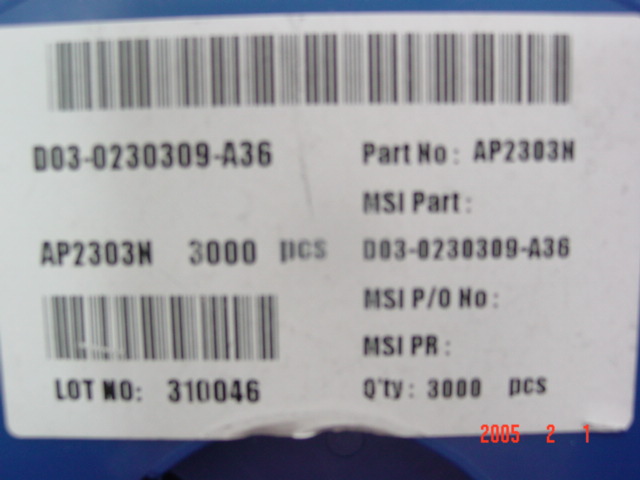 D03-0230309-A36
AP2303N 3000 pcs
LOT NO: 310046
Part No : AP2303N
MSI Part :
D03-0230309-A36
MSI P/O No :
MSI PR :
Q'ty : 3000 pcs
2005 2 1